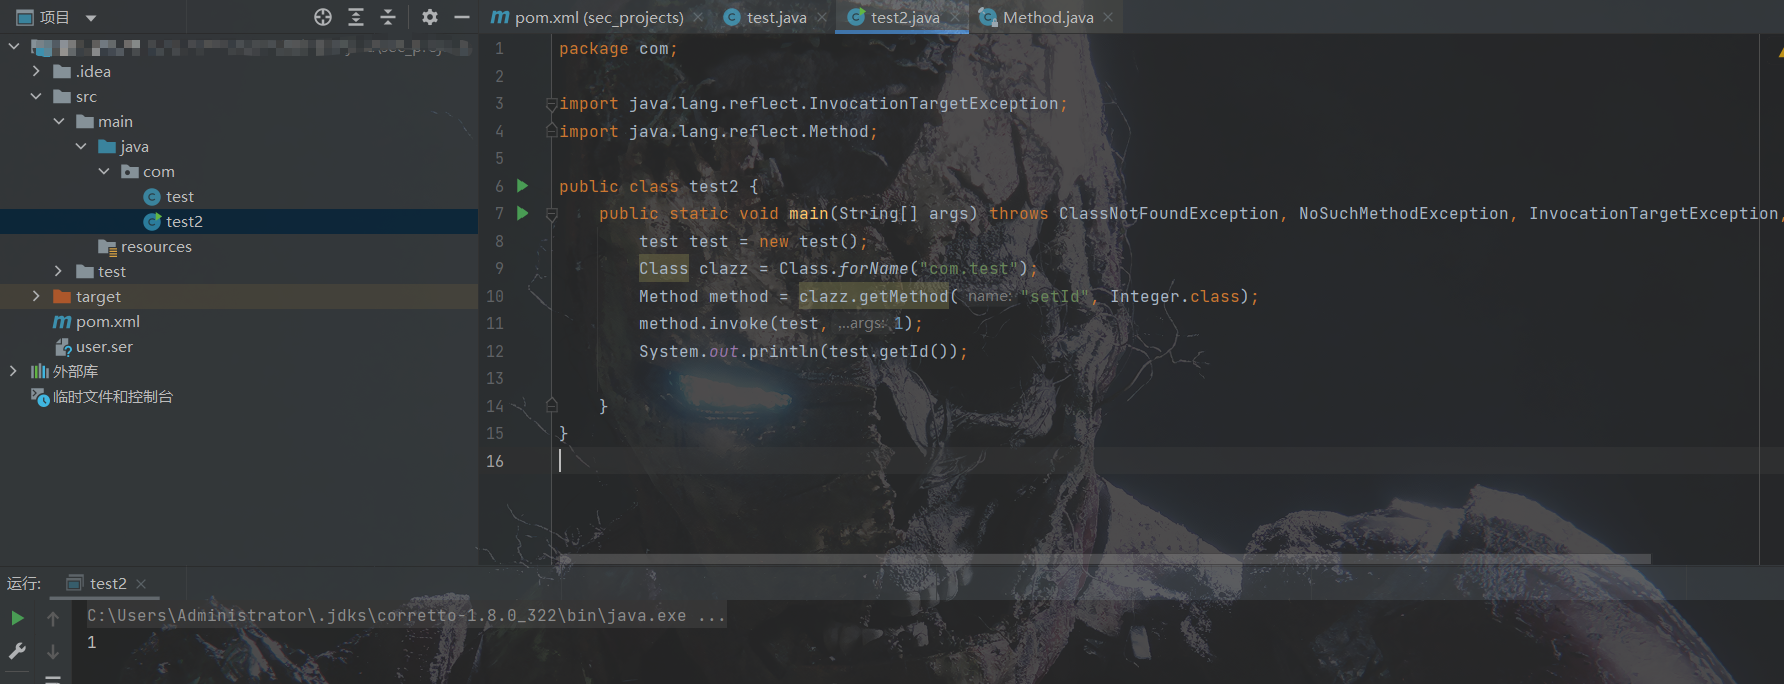 项目
pom.xml (sec_projects)
test.java
test2.java
Method.java
.idea
src
main
java
com
test
test2
resources
test
target
pom.xml
user.ser
外部库
临时文件和控制台
1 package com;
2
3 import java.lang.reflect.InvocationTargetException;
4 import java.lang.reflect.Method;
5
6 public class test2 {
7 public static void main(String[] args) throws ClassNotFoundException, NoSuchMethodException, InvocationTargetException,
8 test test = new test();
9 Class clazz = Class.forName("com.test");
10 Method method = clazz.getMethod( name: "setId", Integer.class);
11 method.invoke(test, ...args: 1);
12 System.out.println(test.getId());
13
14 }
15 }
16
运行: test2
C:\Users\Administrator\.jdks\corretto-1.8.0_322\bin\java.exe ...
1